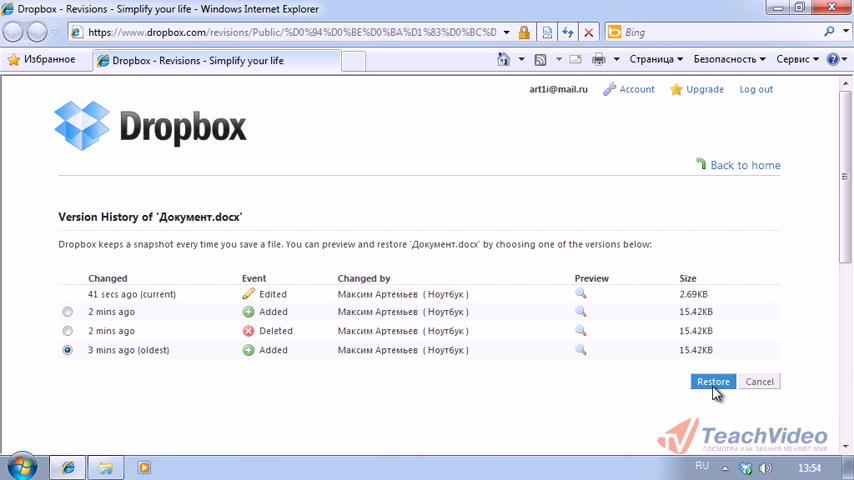 Dropbox - Revisions - Simplify your life - Windows Internet Explorer
https://www.dropbox.com/revisions/Public/%D0%94%D0%BE%D0%BA%D1%83%D0%BC%D
Bing
Избранное
Dropbox - Revisions - Simplify your life
Страница
Безопасность
Сервис
art1i@mail.ru Account Upgrade Log out
Dropbox
Back to home
Version History of 'Документ.docx'
Dropbox keeps a snapshot every time you save a file. You can preview and restore 'Документ.docx' by choosing one of the versions below:
Changed Event Changed by Preview Size
41 secs ago (current) Edited Максим Артемьев ( Ноутбук ) 2.69KB
2 mins ago Added Максим Артемьев ( Ноутбук ) 15.42KB
2 mins ago Deleted Максим Артемьев ( Ноутбук ) 15.42KB
3 mins ago (oldest) Added Максим Артемьев ( Ноутбук ) 15.42KB
Restore Cancel
TeachVideo
ПОСМОТРИ КАК ЗНАНИЯ МЕНЯЮТ МИР
RU 13:54